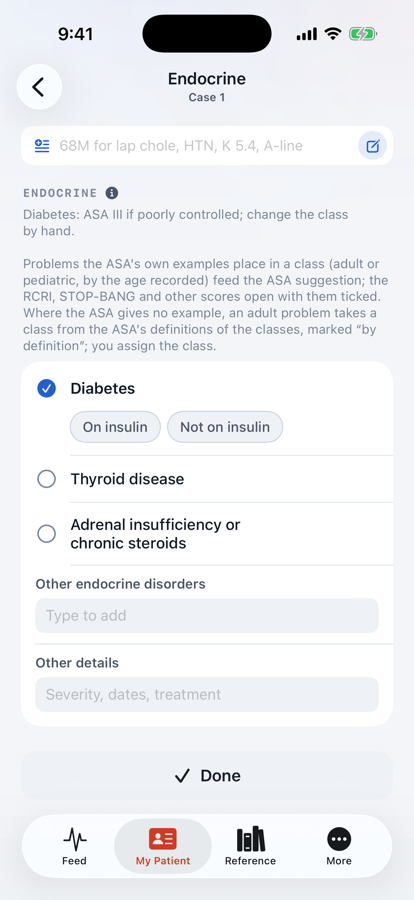 9:41
Endocrine
Case 1
68M for lap chole, HTN, K 5.4, A-line
ENDOCRINE
Diabetes: ASA III if poorly controlled; change the class
by hand.
Problems the ASA's own examples place in a class (adult or
pediatric, by the age recorded) feed the ASA suggestion; the
RCRI, STOP-BANG and other scores open with them ticked.
Where the ASA gives no example, an adult problem takes a
class from the ASA's definitions of the classes, marked “by
definition”; you assign the class.
Diabetes
On insulin
Not on insulin
Thyroid disease
Adrenal insufficiency or
chronic steroids
Other endocrine disorders
Type to add
Other details
Severity, dates, treatment
Done
Feed
My Patient
Reference
More